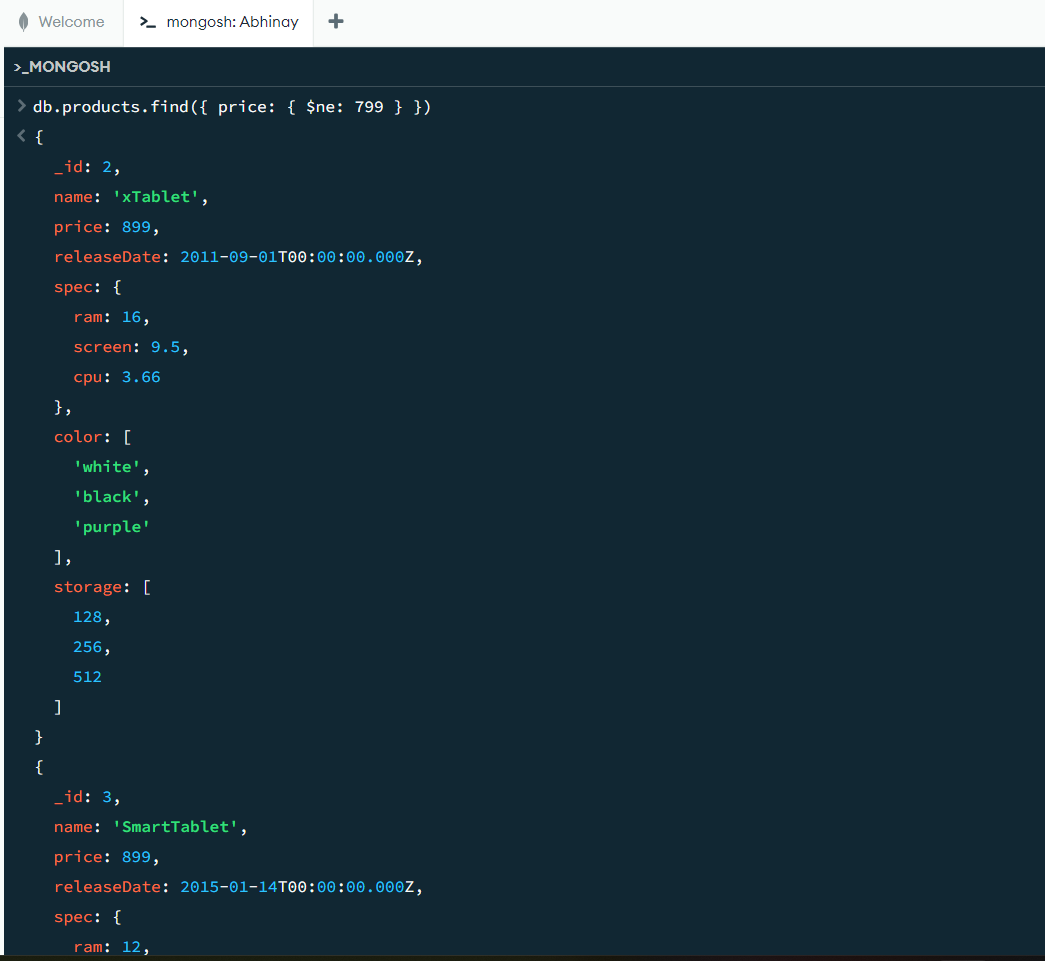 Welcome
>_ mongosh: Abhinay
+
>_MONGOSH
> db.products.find({ price: { $ne: 799 } })
< {
_id: 2,
name: 'xTablet',
price: 899,
releaseDate: 2011-09-01T00:00:00.000Z,
spec: {
ram: 16,
screen: 9.5,
cpu: 3.66
},
color: [
'white',
'black',
'purple'
],
storage: [
128,
256,
512
]
}
{
_id: 3,
name: 'SmartTablet',
price: 899,
releaseDate: 2015-01-14T00:00:00.000Z,
spec: {
ram: 12,